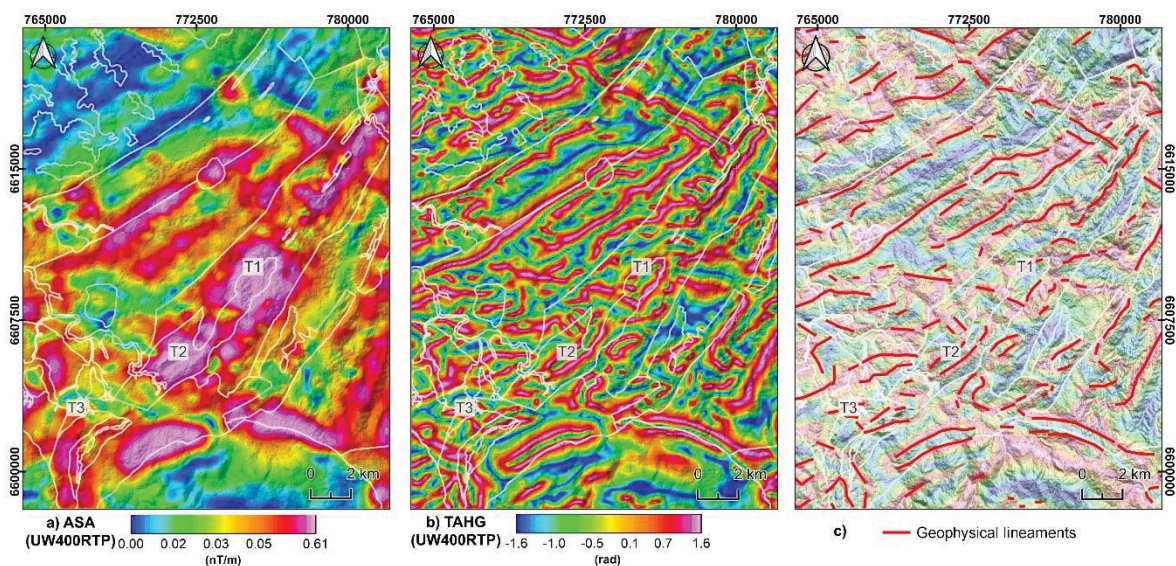 765000 772500 780000
765000 772500 780000
765000 772500 780000
6615000
6607500
6600000
T1
T2
T3
0 2 km
T1
T2
T3
0 2 km
T1
T2
T3
0 2 km
6615000
6607500
6600000
a) ASA
(UW400RTP)
0.00 0.02 0.03 0.05 0.61
(nT/m)
b) TAHG
(UW400RTP)
-1.6 -1.0 -0.5 0.1 0.7 1.6
(rad)
c) Geophysical lineaments